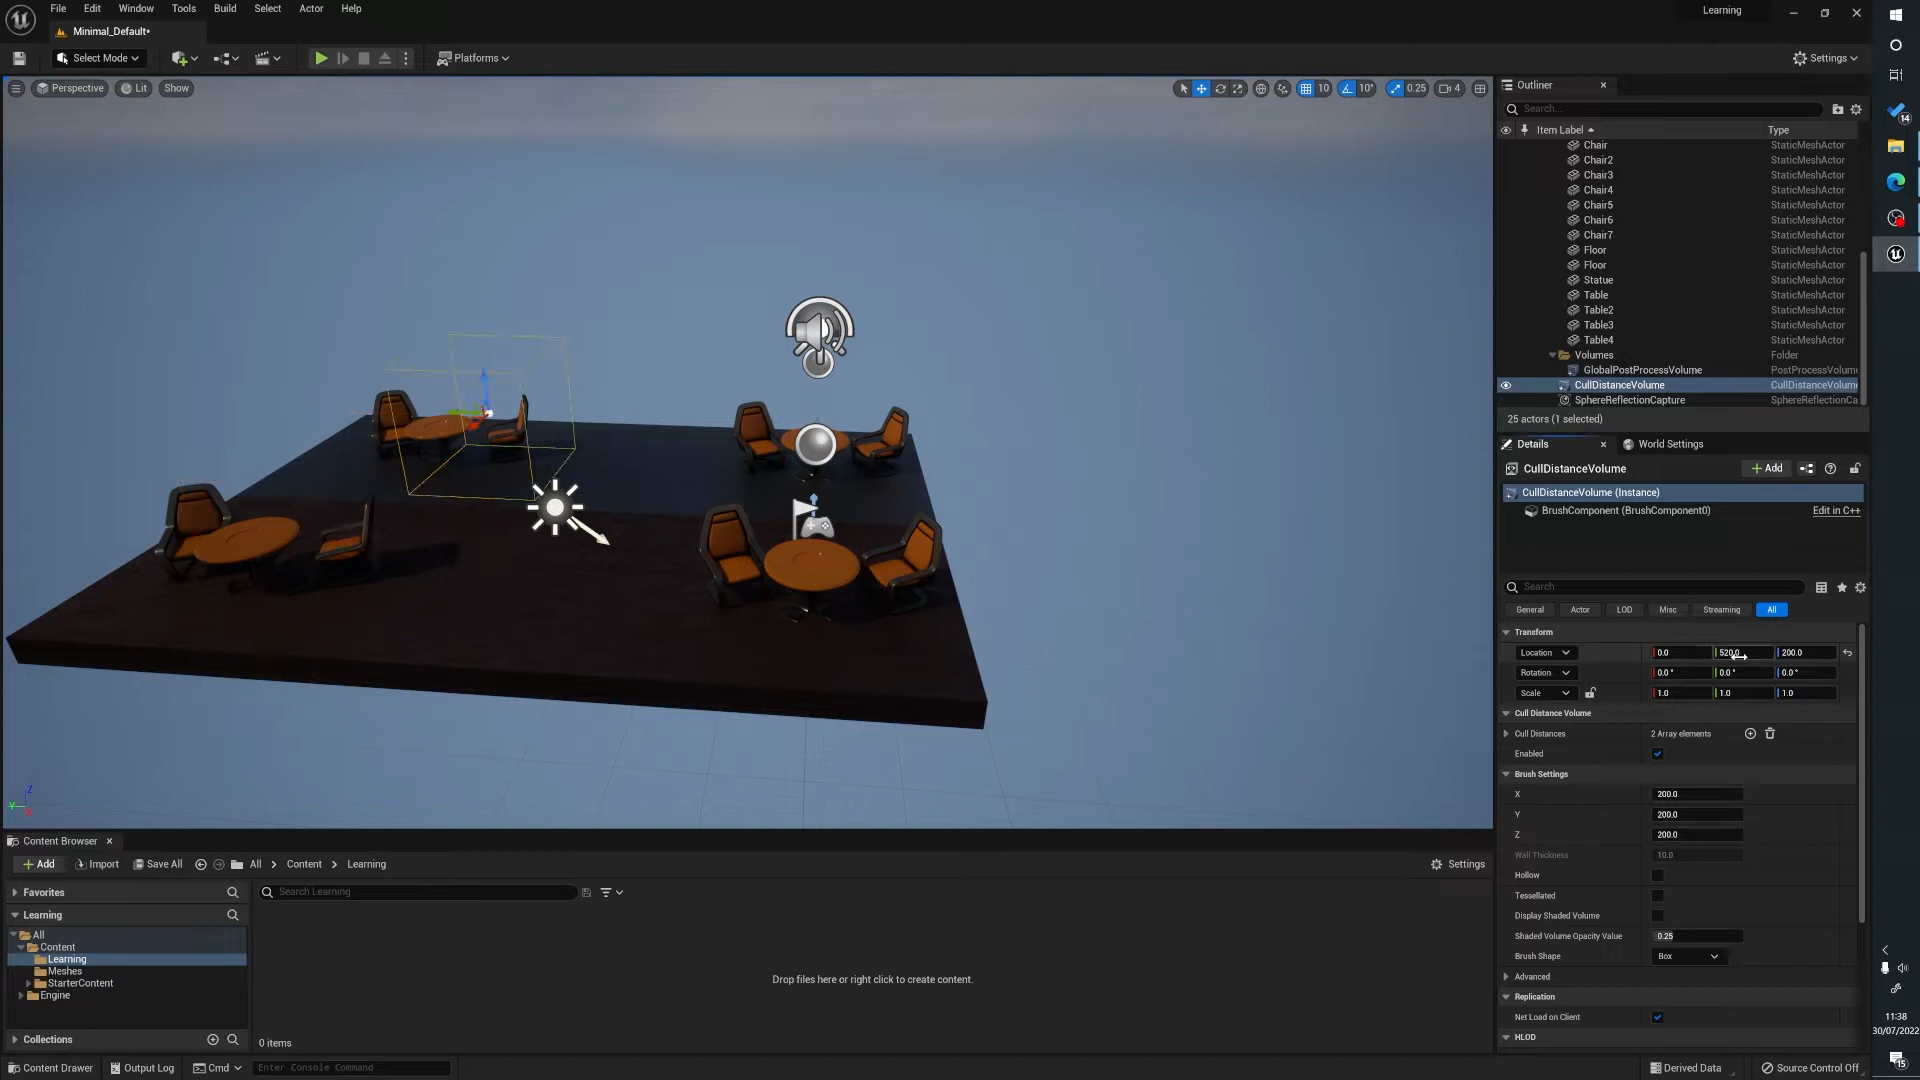 File Edit Window Tools Build Select Actor Help
Learning
Minimal_Default*
Select Mode
Platforms
Settings
Perspective
Lit
Show
10
10°
0.25
4
Outliner
Search...
Item Label
Type
Chair StaticMeshActor
Chair2 StaticMeshActor
Chair3 StaticMeshActor
Chair4 StaticMeshActor
Chair5 StaticMeshActor
Chair6 StaticMeshActor
Chair7 StaticMeshActor
Floor StaticMeshActor
Floor StaticMeshActor
Statue StaticMeshActor
Table StaticMeshActor
Table2 StaticMeshActor
Table3 StaticMeshActor
Table4 StaticMeshActor
Volumes Folder
GlobalPostProcessVolume PostProcessVolum
CullDistanceVolume CullDistanceVolum
SphereReflectionCapture SphereReflectionCa
25 actors (1 selected)
Details
World Settings
CullDistanceVolume
Add
CullDistanceVolume (Instance)
BrushComponent (BrushComponent0)
Edit in C++
Search
General Actor LOD Misc Streaming All
Transform
Location 0.0 520.0 200.0
Rotation 0.0° 0.0° 0.0°
Scale 1.0 1.0 1.0
Cull Distance Volume
Cull Distances 2 Array elements
Enabled
Brush Settings
X 200.0
Y 200.0
Z 200.0
Wall Thickness 10.0
Hollow
Tessellated
Display Shaded Volume
Shaded Volume Opacity Value 0.25
Brush Shape Box
Advanced
Replication
Net Load on Client
HLOD
Z
Y
X
Content Browser
Add
Import
Save All
All
Content
Learning
Settings
Favorites
Learning
All
Content
Learning
Meshes
StarterContent
Engine
Collections
Search Learning
Drop files here or right click to create content.
0 items
Content Drawer
Output Log
Cmd
Enter Console Command
Derived Data
Source Control Off
14
11:38
30/07/2022
15